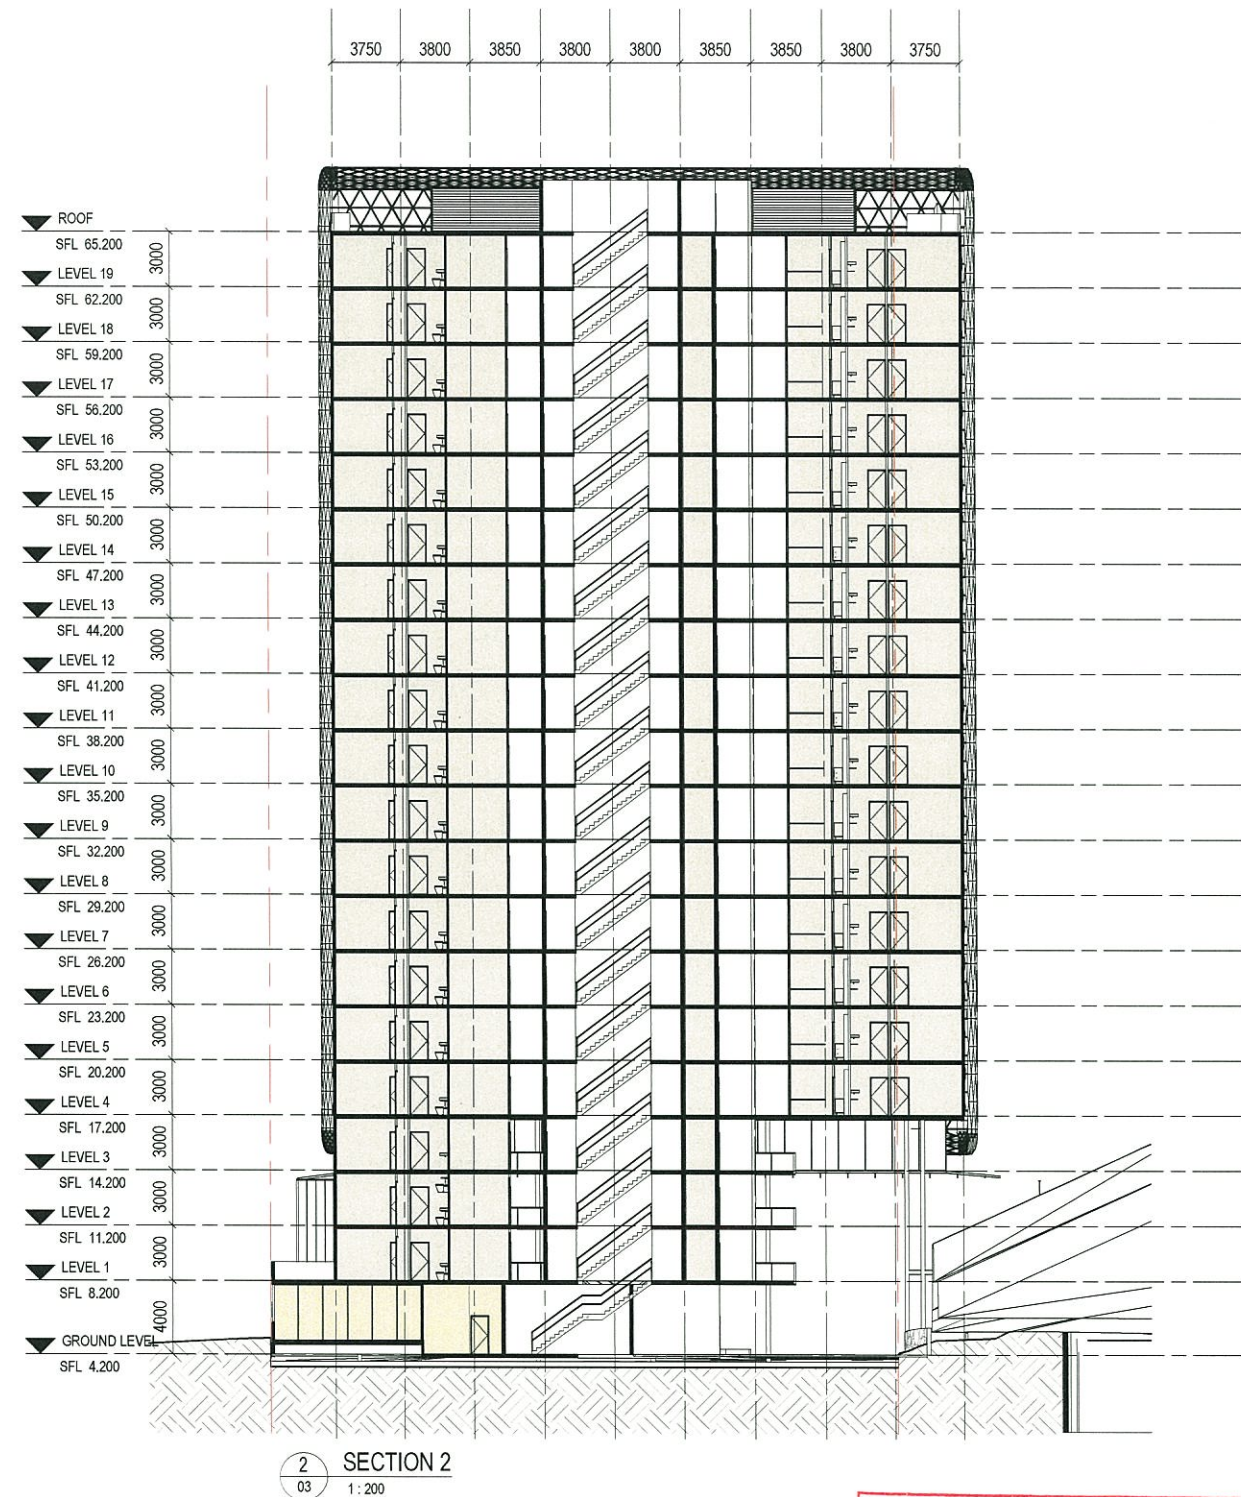 3750 3800 3850 3800 3800 3850 3850 3800 3750
ROOF
SFL 65.200
3000
LEVEL 19
SFL 62.200
3000
LEVEL 18
SFL 59.200
3000
LEVEL 17
SFL 56.200
3000
LEVEL 16
SFL 53.200
3000
LEVEL 15
SFL 50.200
3000
LEVEL 14
SFL 47.200
3000
LEVEL 13
SFL 44.200
3000
LEVEL 12
SFL 41.200
3000
LEVEL 11
SFL 38.200
3000
LEVEL 10
SFL 35.200
3000
LEVEL 9
SFL 32.200
3000
LEVEL 8
SFL 29.200
3000
LEVEL 7
SFL 26.200
3000
LEVEL 6
SFL 23.200
3000
LEVEL 5
SFL 20.200
3000
LEVEL 4
SFL 17.200
3000
LEVEL 3
SFL 14.200
3000
LEVEL 2
SFL 11.200
3000
LEVEL 1
SFL 8.200
4000
GROUND LEVEL
SFL 4.200
2
03
SECTION 2
1 : 200